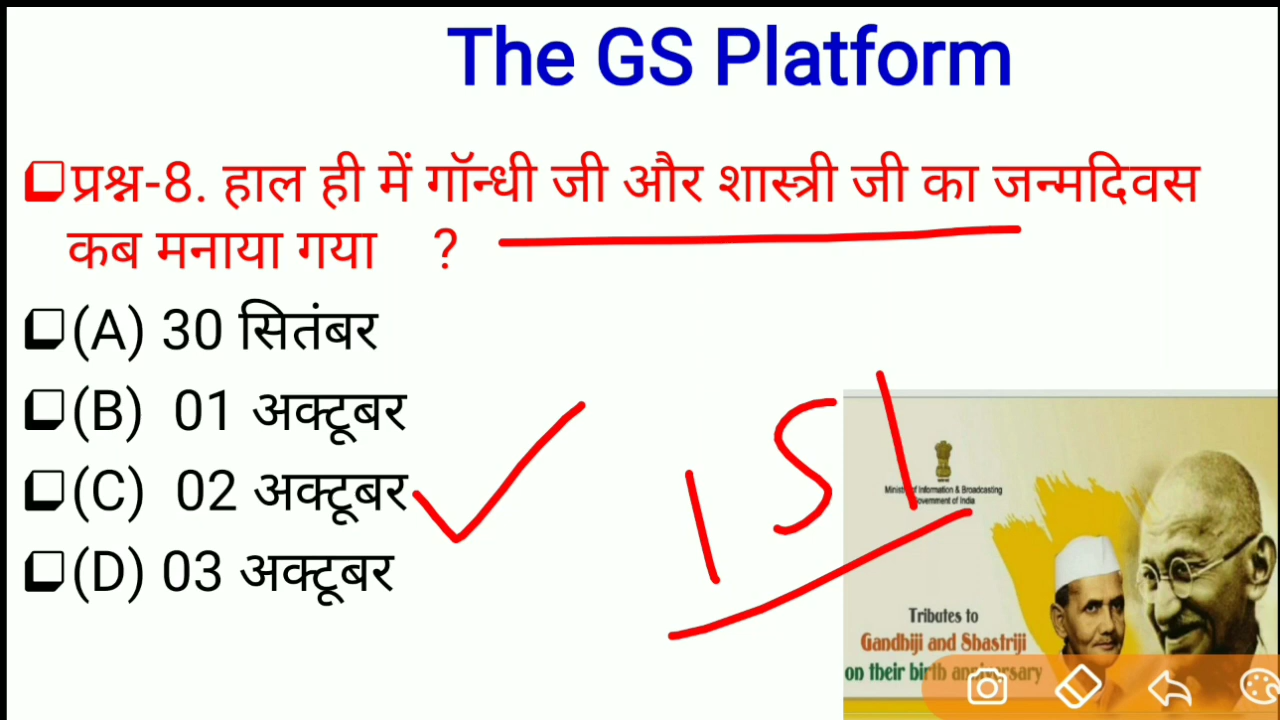 The GS Platform
❑प्रश्न-8. हाल ही में गॉन्धी जी और शास्त्री जी का जन्मदिवस
कब मनाया गया ?
❑(A) 30 सितंबर
❑(B) 01 अक्टूबर
❑(C) 02 अक्टूबर
❑(D) 03 अक्टूबर
151
Ministry of Information & Broadcasting
Government of India
Tributes to
Gandhiji and Shastriji
on their birth anniversary